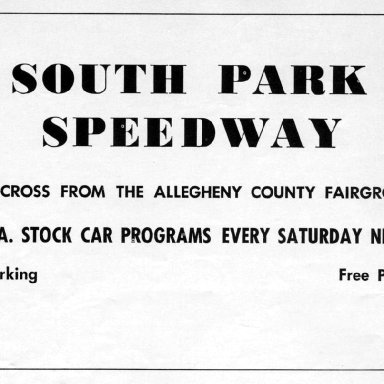 SOUTH PARK
SPEEDWAY
CROSS FROM THE ALLEGHENY COUNTY FAIRGRO
A. STOCK CAR PROGRAMS EVERY SATURDAY NI
rking Free P